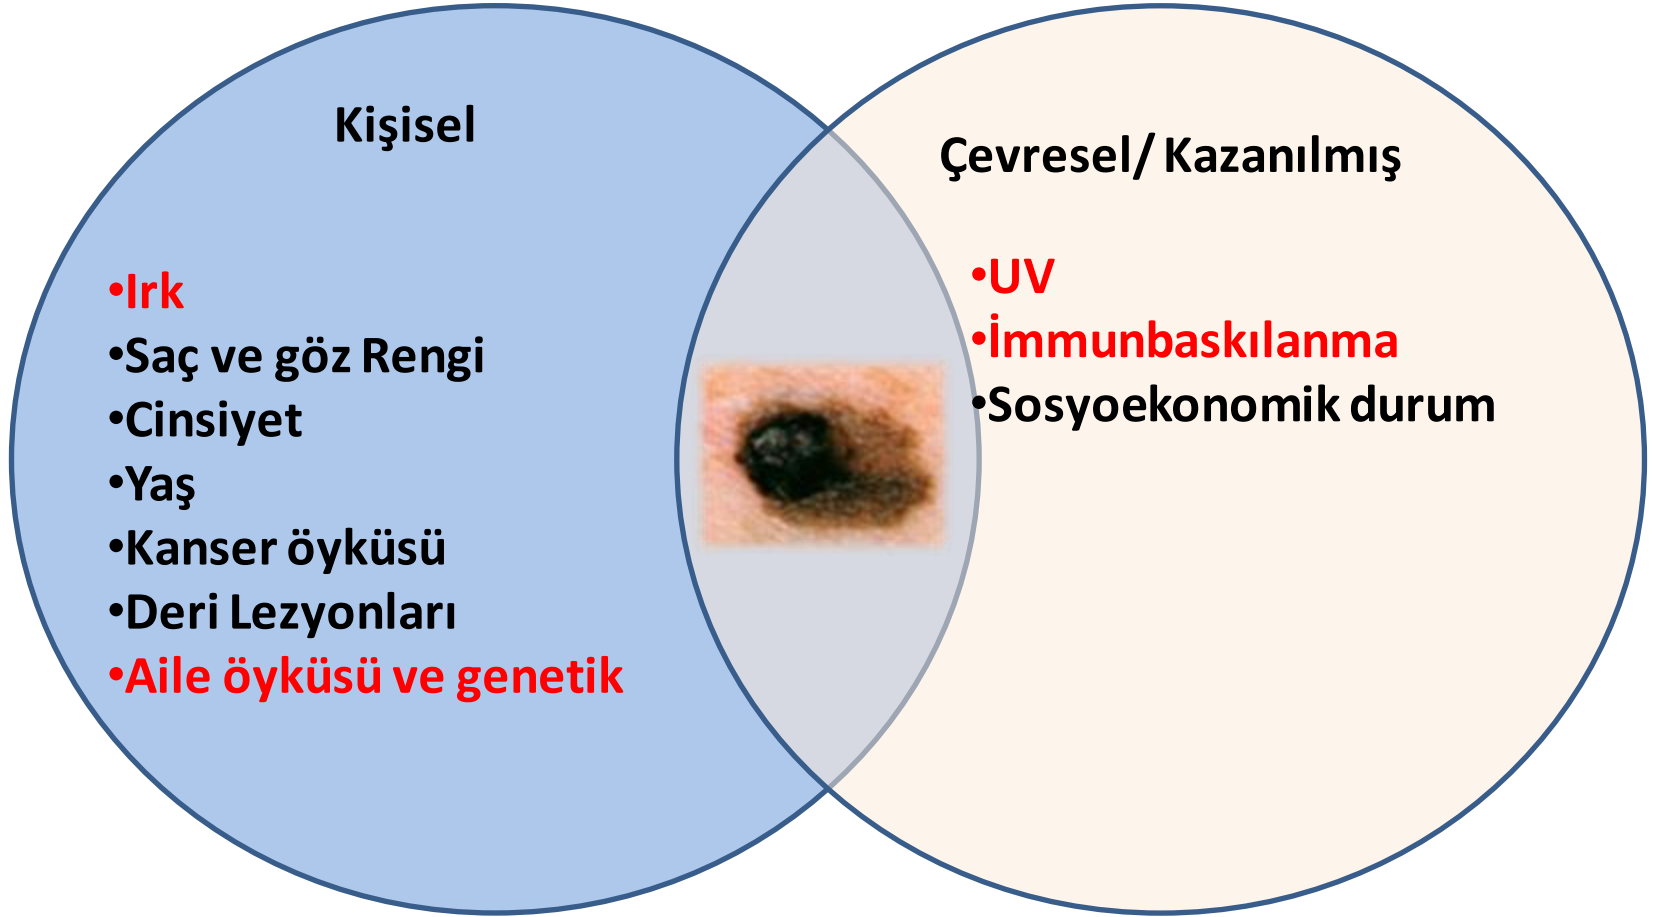 Kişisel
•Irk
•Saç ve göz Rengi
•Cinsiyet
•Yaş
•Kanser öyküsü
•Deri Lezyonları
•Aile öyküsü ve genetik
Çevresel/ Kazanılmış
•UV
•İmmunbaskılanma
•Sosyoekonomik durum